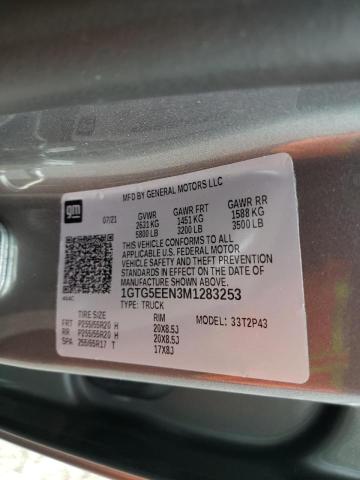 gm
MFD BY GENERAL MOTORS LLC
07/21 GVWR GAWR FRT GAWR RR
2631 KG 1451 KG 1588 KG
5800 LB 3200 LB 3500 LB
THIS VEHICLE CONFORMS TO ALL
APPLICABLE U.S. FEDERAL MOTOR
VEHICLE SAFETY AND THEFT PREVENTION
STANDARDS IN EFFECT ON THE DATE OF
MANUFACTURE SHOWN ABOVE.
1GTG5EEN3M1283253
TYPE: TRUCK
TIRE SIZE RIM MODEL: 33T2P43
FRT P255/55R20 H 20X8.5J
RR P255/55R20 H 20X8.5J
SPA 255/65R17 T 17X8J